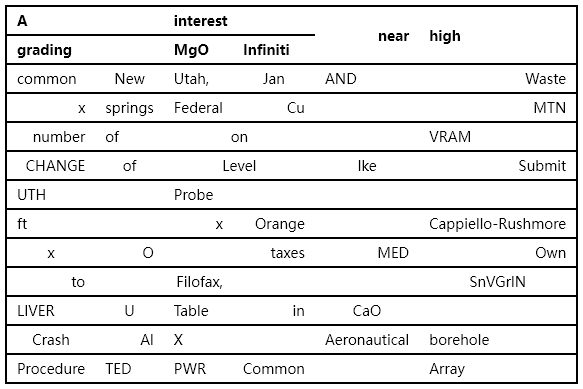 A interest near high
grading MgO Infiniti
common New Utah, Jan AND Waste
x springs Federal Cu MTN
number of on VRAM
CHANGE of Level Ike Submit
UTH Probe
ft x Orange Cappiello-Rushmore
x O taxes MED Own
to Filofax, SnVGrlN
LIVER U Table in CaO
Crash Al X Aeronautical borehole
Procedure TED PWR Common Array